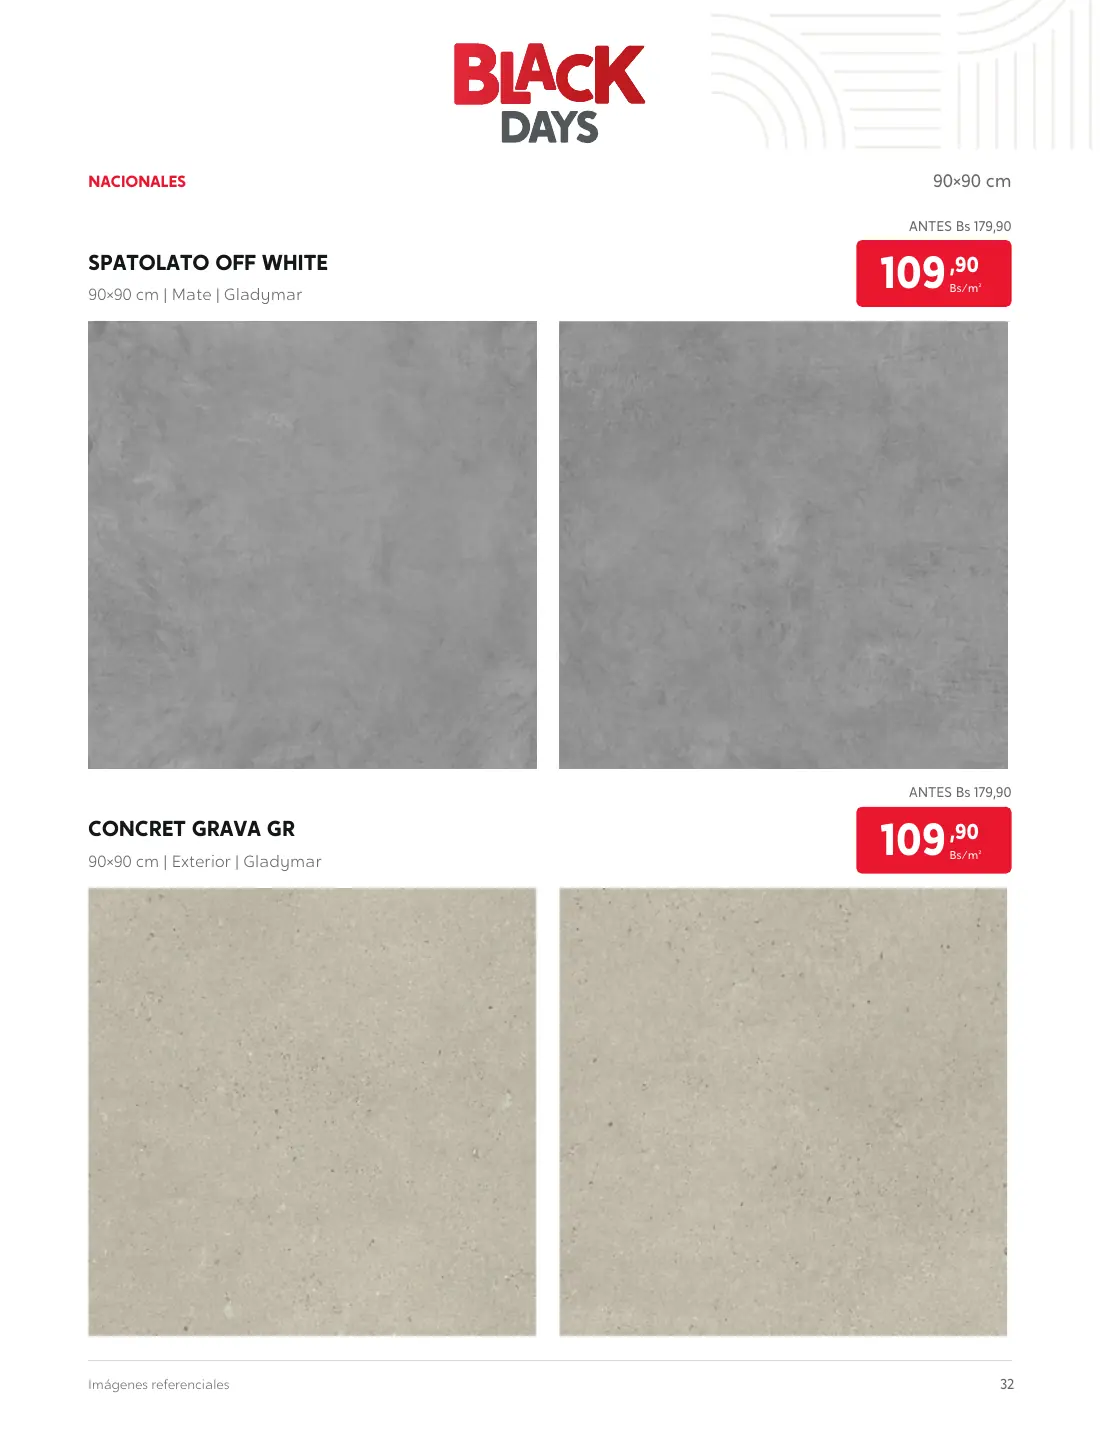 BLACK
DAYS
NACIONALES
90×90 cm
ANTES Bs 179,90
SPATOLATO OFF WHITE
109,90
Bs/m²
90×90 cm | Mate | Gladymar
ANTES Bs 179,90
CONCRET GRAVA GR
109,90
Bs/m²
90×90 cm | Exterior | Gladymar
Imágenes referenciales
32